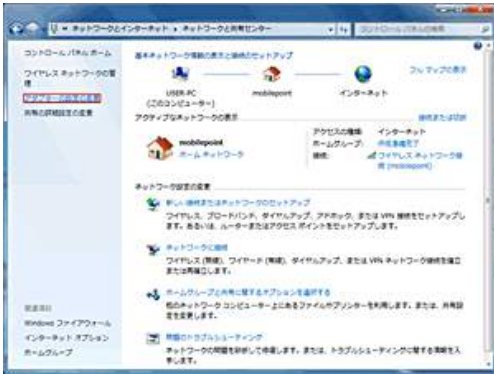 ネットワークとインターネット ▸ ネットワークと共有センター
コントロール パネルの検索
コントロール パネル ホーム
ワイヤレス ネットワークの管
理
アダプターの設定の変更
共有の詳細設定の変更
基本ネットワーク情報の表示と接続のセットアップ
フル マップの表示
USER-PC
(このコンピューター)
mobilepoint
インターネット
アクティブなネットワークの表示
接続または切断
mobilepoint
ホーム ネットワーク
アクセスの種類: インターネット
ホームグループ: 作成準備完了
接続: ワイヤレス ネットワーク接
続 (mobilepoint)
ネットワーク設定の変更
新しい接続またはネットワークのセットアップ
ワイヤレス、ブロードバンド、ダイヤルアップ、アドホック、または VPN 接続をセットアップし
ます。あるいは、ルーターまたはアクセス ポイントをセットアップします。
ネットワークに接続
ワイヤレス (無線)、ワイヤード (有線)、ダイヤルアップ、または VPN ネットワーク接続を確立
または再確立します。
ホームグループと共有に関するオプションを選択する
他のネットワーク コンピューター上にあるファイルやプリンターを利用します。または、共有設
定を変更します。
問題のトラブルシューティング
ネットワークの問題を診断して修復します。または、トラブルシューティングに関する情報を入
手します。
関連項目
Windows ファイアウォール
インターネット オプション
ホームグループ